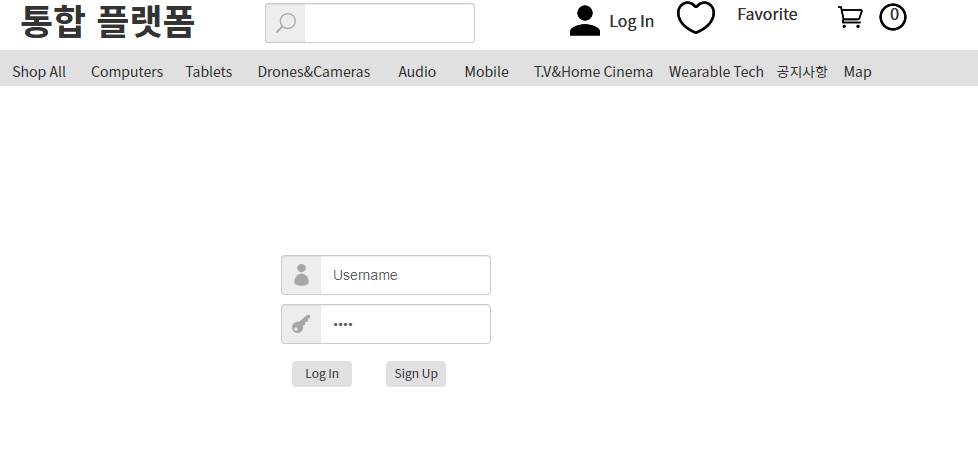 통합 플랫폼 Log In Favorite 0
Shop All Computers Tablets Drones&Cameras Audio Mobile T.V&Home Cinema Wearable Tech 공지사항 Map
Username
••••
Log In Sign Up